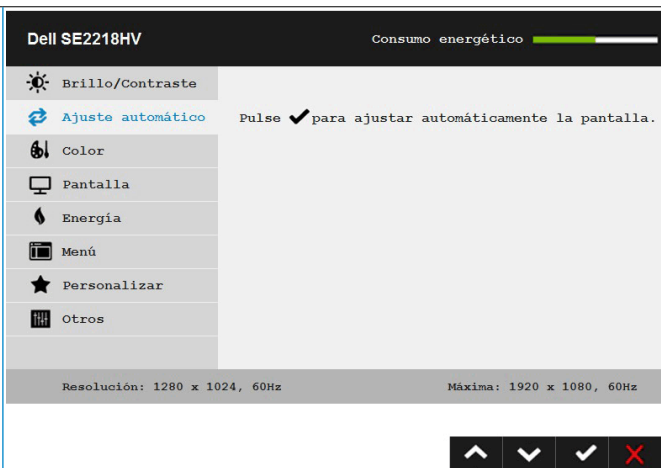 Dell SE2218HV
Consumo energético
Brillo/Contraste
Ajuste automático
Pulse para ajustar automáticamente la pantalla.
Color
Pantalla
Energía
Menú
Personalizar
Otros
Resolución: 1280 x 1024, 60Hz
Máxima: 1920 x 1080, 60Hz